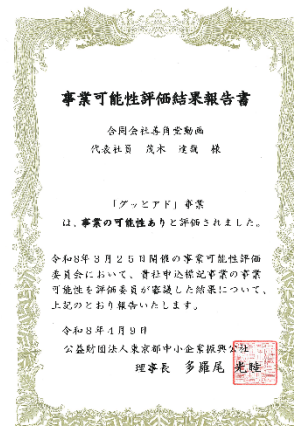 事業可能性評価結果報告書
合同会社善角堂動画
代表社員 茂木 達哉 様
「グッとアド」事業
は、事業の可能性ありと評価されました。
令和8年3月25日開催の事業可能性評価
委員会において、貴社申込標記事業の事業
可能性を評価委員が審議した結果について、
上記のとおり報告いたします。
令和8年4月9日
公益財団法人東京都中小企業振興公社
理事長 多羅尾 光睦